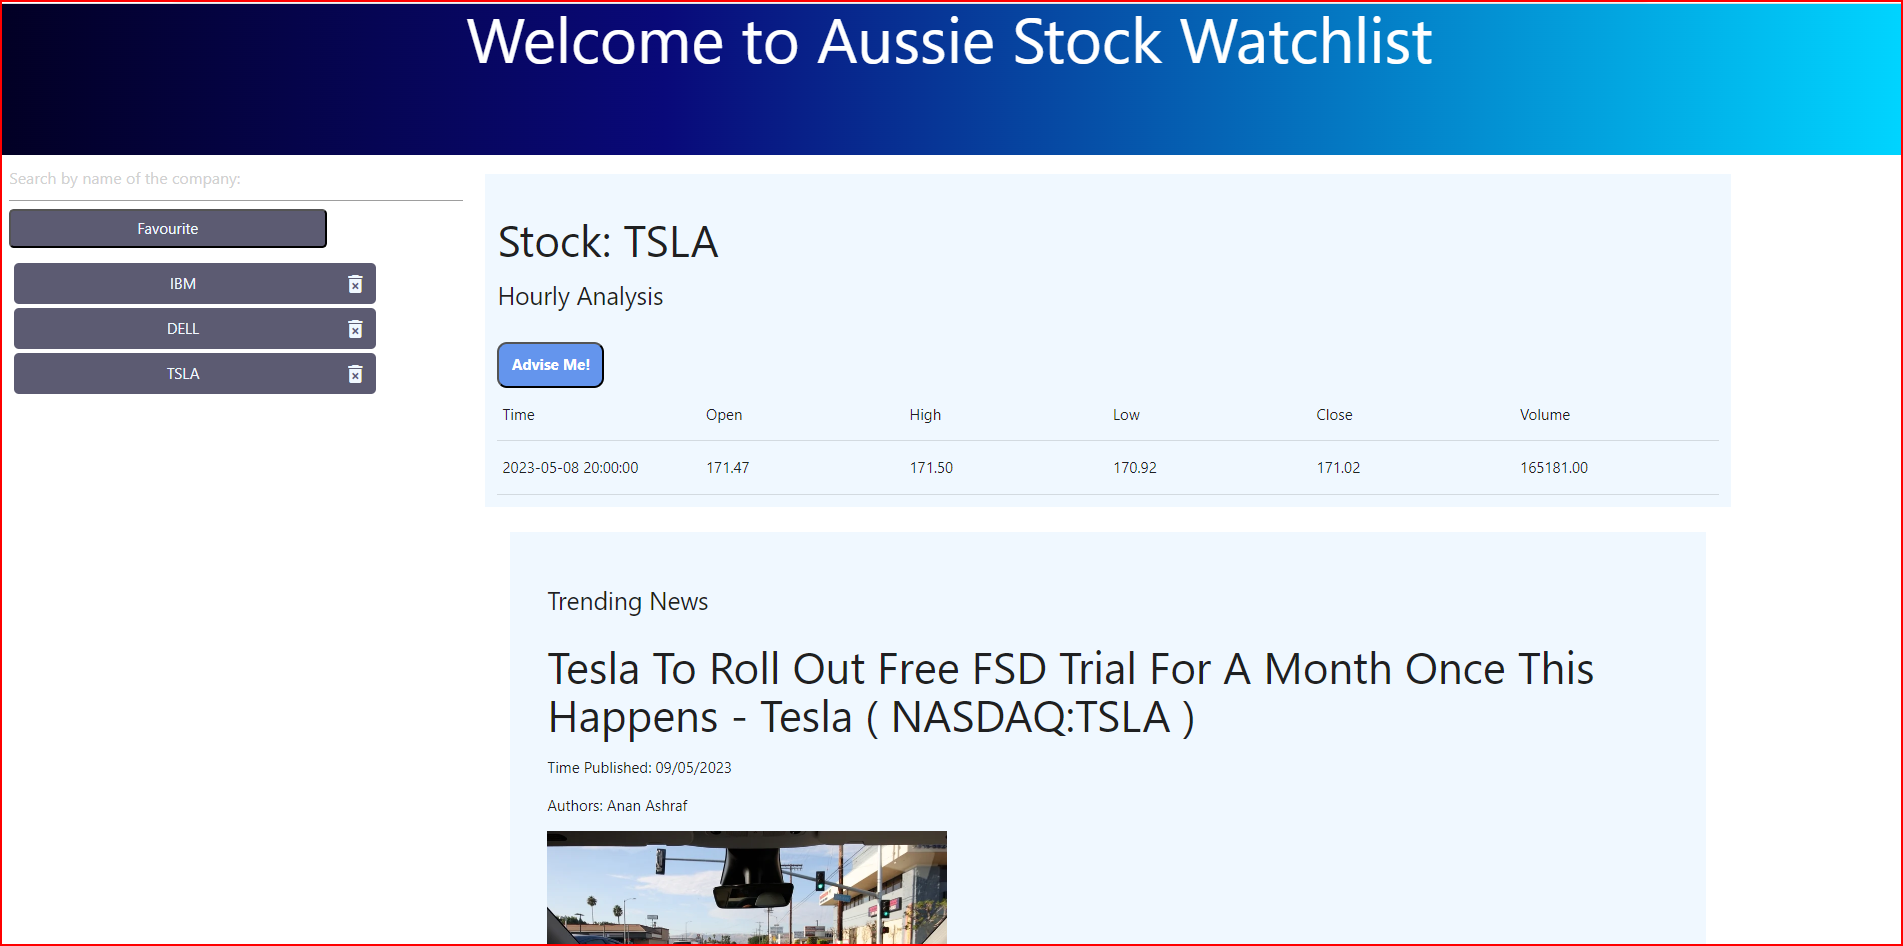 Welcome to Aussie Stock Watchlist
Search by name of the company:
Favourite
IBM
DELL
TSLA
Stock: TSLA
Hourly Analysis
Advise Me!
Time Open High Low Close Volume
2023-05-08 20:00:00 171.47 171.50 170.92 171.02 165181.00
Trending News
Tesla To Roll Out Free FSD Trial For A Month Once This
Happens - Tesla ( NASDAQ:TSLA )
Time Published: 09/05/2023
Authors: Anan Ashraf